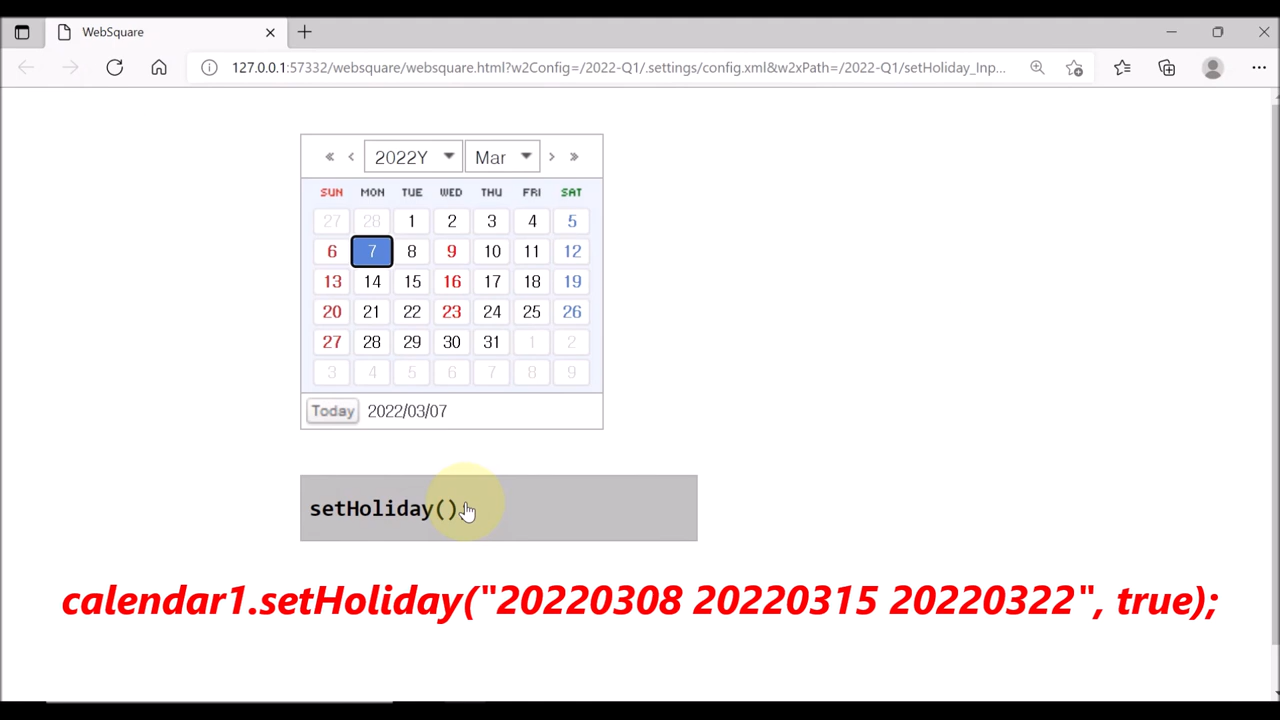 WebSquare
127.0.0.1:57332/websquare/websquare.html?w2Config=/2022-Q1/.settings/config.xml&w2xPath=/2022-Q1/setHoliday_Inp...
2022Y Mar
SUN MON TUE WED THU FRI SAT
27 28 1 2 3 4 5
6 7 8 9 10 11 12
13 14 15 16 17 18 19
20 21 22 23 24 25 26
27 28 29 30 31 1 2
3 4 5 6 7 8 9
Today 2022/03/07
setHoliday()
calendar1.setHoliday("20220308 20220315 20220322", true);